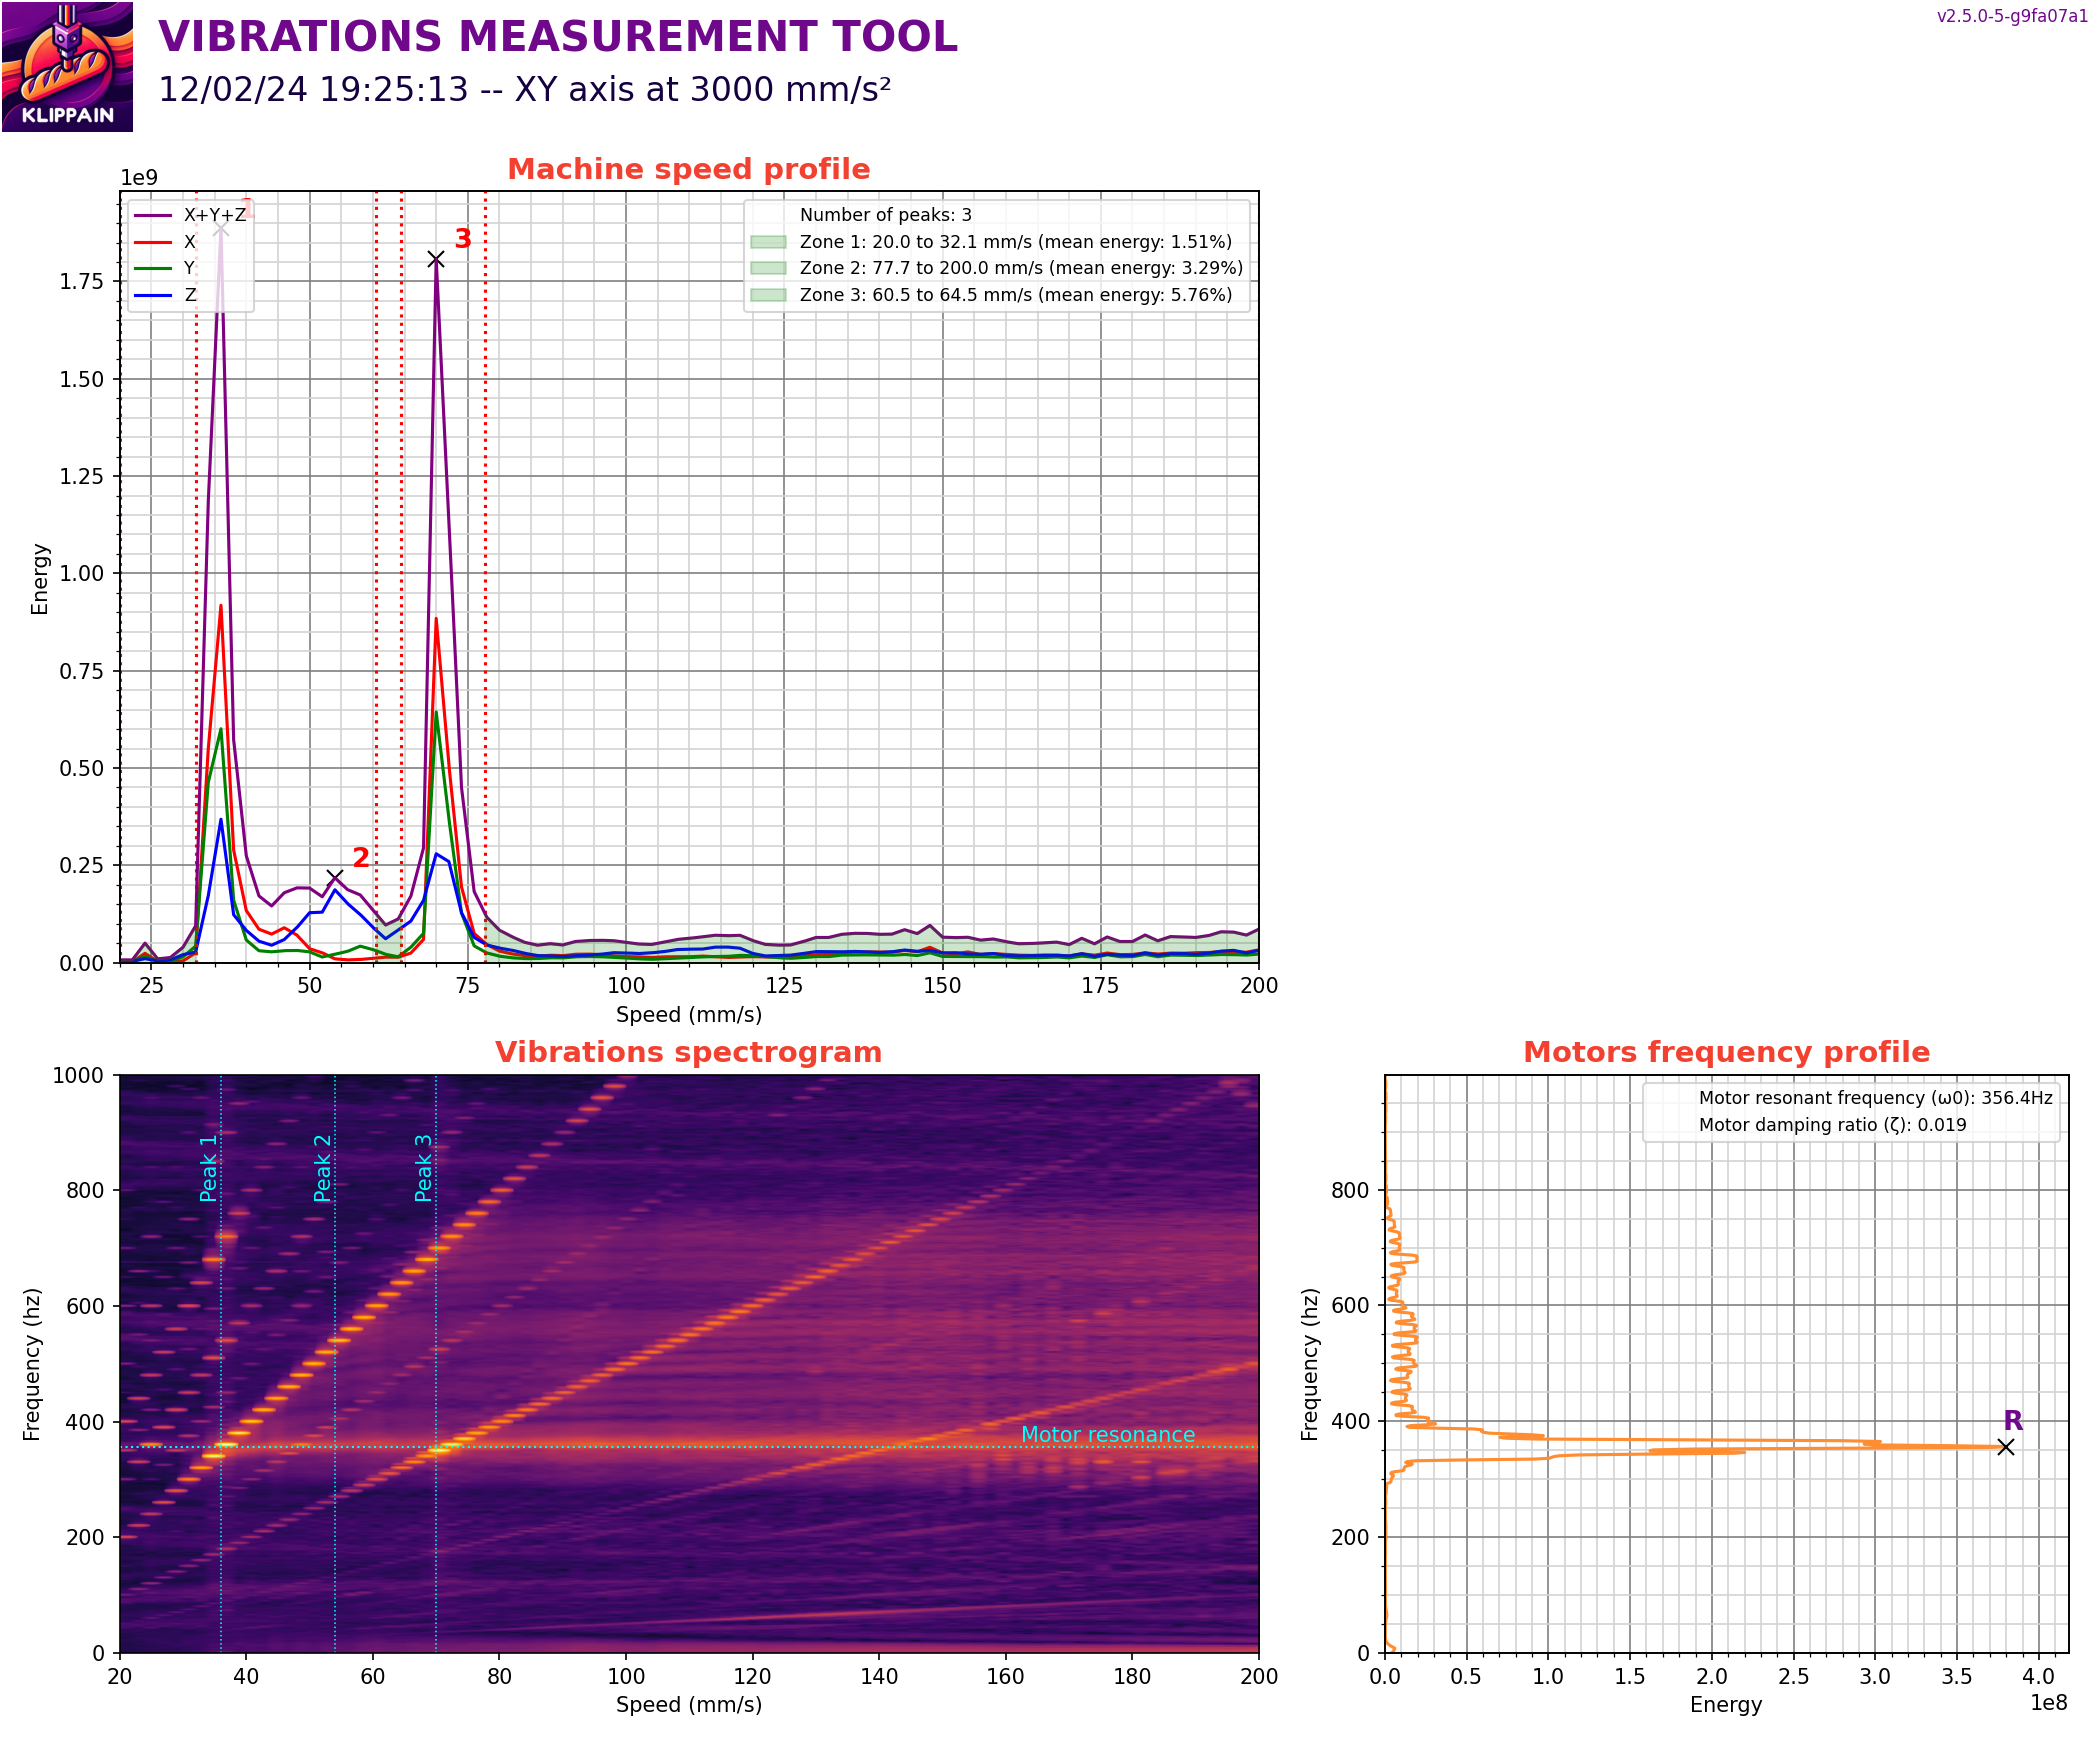 KLIPPAIN
VIBRATIONS MEASUREMENT TOOL
12/02/24 19:25:13 -- XY axis at 3000 mm/s²
v2.5.0-5-g9fa07a1
Machine speed profile
1e9
X+Y+Z
X
Y
Z
1
2
3
Number of peaks: 3
Zone 1: 20.0 to 32.1 mm/s (mean energy: 1.51%)
Zone 2: 77.7 to 200.0 mm/s (mean energy: 3.29%)
Zone 3: 60.5 to 64.5 mm/s (mean energy: 5.76%)
1.75
1.50
1.25
1.00
0.75
0.50
0.25
0.00
Energy
25 50 75 100 125 150 175 200
Speed (mm/s)
Vibrations spectrogram
1000
800
600
400
200
0
Frequency (hz)
Peak 1
Peak 2
Peak 3
Motor resonance
20 40 60 80 100 120 140 160 180 200
Speed (mm/s)
Motors frequency profile
Motor resonant frequency (ω0): 356.4Hz
Motor damping ratio (ζ): 0.019
800
600
400
200
0
Frequency (hz)
R
0.0 0.5 1.0 1.5 2.0 2.5 3.0 3.5 4.0
1e8
Energy